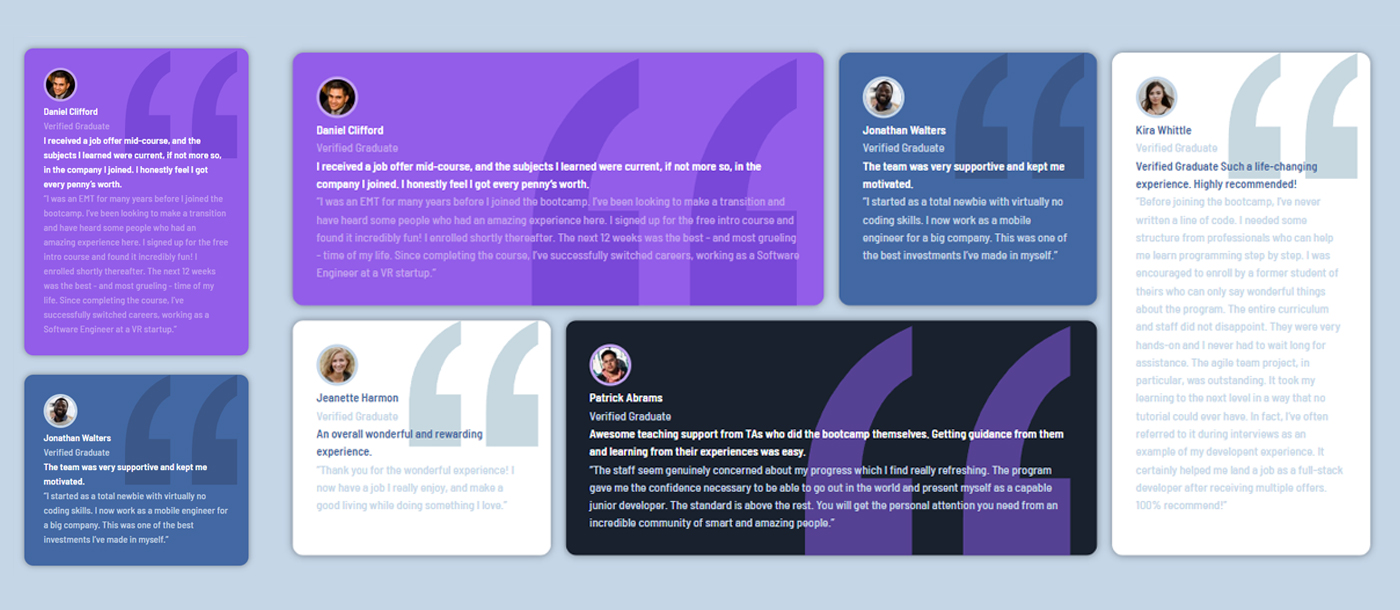 Daniel Clifford
Verified Graduate
I received a job offer mid-course, and the
subjects I learned were current, if not more so,
in the company I joined. I honestly feel I got
every penny's worth.
"I was an EMT for many years before I joined the
bootcamp. I've been looking to make a transition
and have heard some people who had an
amazing experience here. I signed up for the free
intro course and found it incredibly fun! I
enrolled shortly thereafter. The next 12 weeks
was the best - and most grueling - time of my
life. Since completing the course, I've
successfully switched careers, working as a
Software Engineer at a VR startup."
Jonathan Walters
Verified Graduate
The team was very supportive and kept me
motivated.
"I started as a total newbie with virtually no
coding skills. I now work as a mobile engineer for
a big company. This was one of the best
investments I've made in myself."
Daniel Clifford
Verified Graduate
I received a job offer mid-course, and the subjects I learned were current, if not more so, in the
company I joined. I honestly feel I got every penny's worth.
"I was an EMT for many years before I joined the bootcamp. I've been looking to make a transition and
have heard some people who had an amazing experience here. I signed up for the free intro course and
found it incredibly fun! I enrolled shortly thereafter. The next 12 weeks was the best - and most grueling
- time of my life. Since completing the course, I've successfully switched careers, working as a Software
Engineer at a VR startup."
Jonathan Walters
Verified Graduate
The team was very supportive and kept me
motivated.
"I started as a total newbie with virtually no
coding skills. I now work as a mobile
engineer for a big company. This was one of
the best investments I've made in myself."
Kira Whittle
Verified Graduate
Verified Graduate Such a life-changing
experience. Highly recommended!
"Before joining the bootcamp, I've never
written a line of code. I needed some
structure from professionals who can help
me learn programming step by step. I was
encouraged to enroll by a former student of
theirs who can only say wonderful things
about the program. The entire curriculum
and staff did not disappoint. They were very
hands-on and I never had to wait long for
assistance. The agile team project, in
particular, was outstanding. It took my
learning to the next level in a way that no
tutorial could ever have. In fact, I've often
referred to it during interviews as an
example of my developent experience. It
certainly helped me land a job as a full-stack
developer after receiving multiple offers.
100% recommend!"
Jeanette Harmon
Verified Graduate
An overall wonderful and rewarding
experience.
"Thank you for the wonderful experience! I
now have a job I really enjoy, and make a
good living while doing something I love."
Patrick Abrams
Verified Graduate
Awesome teaching support from TAs who did the bootcamp themselves. Getting guidance from them
and learning from their experiences was easy.
"The staff seem genuinely concerned about my progress which I find really refreshing. The program
gave me the confidence necessary to be able to go out in the world and present myself as a capable
junior developer. The standard is above the rest. You will get the personal attention you need from an
incredible community of smart and amazing people."